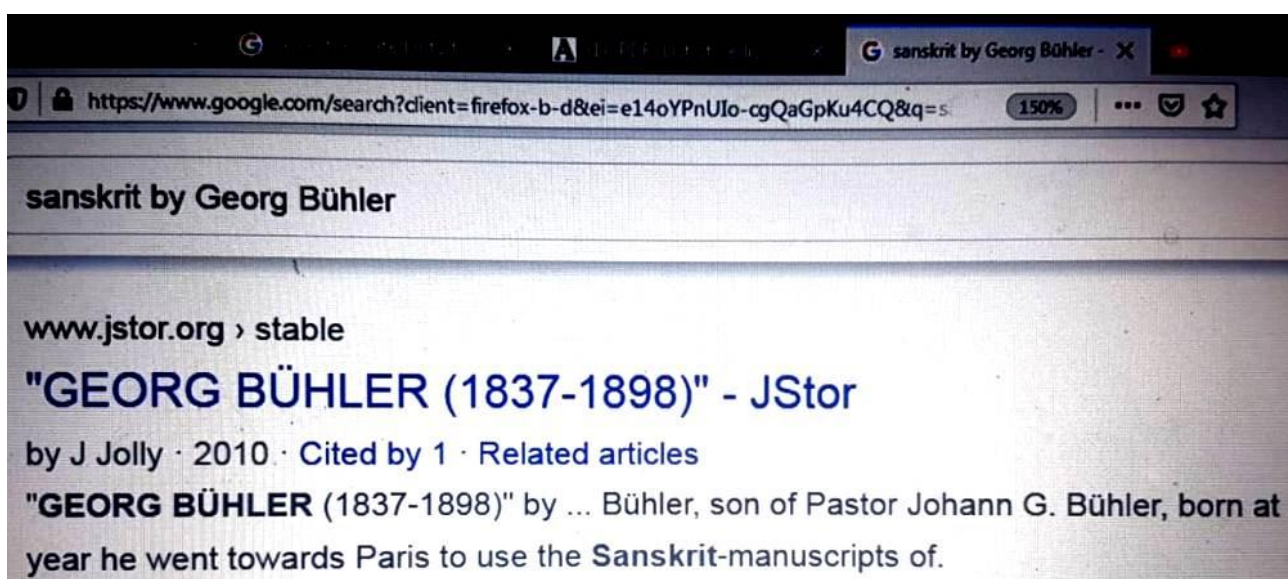 sanskrit by Georg Bühler -
https://www.google.com/search?client=firefox-b-d&ei=e14oYPnUIo-cgQaGpKu4CQ&q=s
150%
sanskrit by Georg Bühler
www.jstor.org › stable
"GEORG BÜHLER (1837-1898)" - JStor
by J Jolly · 2010 · Cited by 1 · Related articles
"GEORG BÜHLER (1837-1898)" by ... Bühler, son of Pastor Johann G. Bühler, born at
year he went towards Paris to use the Sanskrit-manuscripts of.